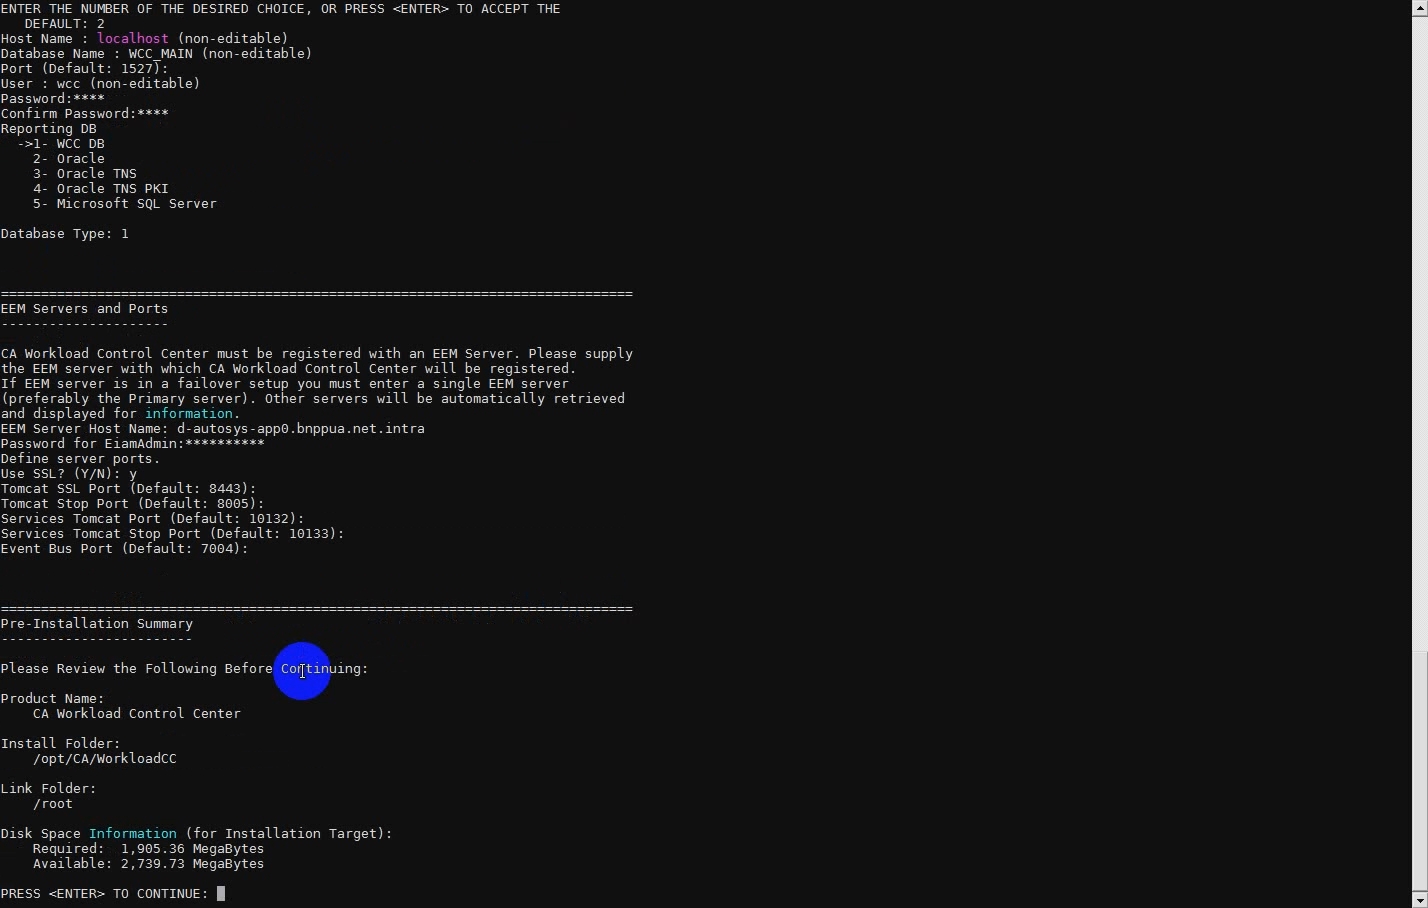 ENTER THE NUMBER OF THE DESIRED CHOICE, OR PRESS <ENTER> TO ACCEPT THE
   DEFAULT: 2
Host Name : localhost (non-editable)
Database Name : WCC_MAIN (non-editable)
Port (Default: 1527):
User : wcc (non-editable)
Password:****
Confirm Password:****
Reporting DB
  ->1- WCC DB
    2- Oracle
    3- Oracle TNS
    4- Oracle TNS PKI
    5- Microsoft SQL Server

Database Type: 1

===============================================================================
EEM Servers and Ports
---------------------

CA Workload Control Center must be registered with an EEM Server. Please supply
the EEM server with which CA Workload Control Center will be registered.
If EEM server is in a failover setup you must enter a single EEM server
(preferably the Primary server). Other servers will be automatically retrieved
and displayed for information.
EEM Server Host Name: d-autosys-app0.bnppua.net.intra
Password for EiamAdmin:**********
Define server ports.
Use SSL? (Y/N): y
Tomcat SSL Port (Default: 8443):
Tomcat Stop Port (Default: 8005):
Services Tomcat Port (Default: 10132):
Services Tomcat Stop Port (Default: 10133):
Event Bus Port (Default: 7004):

===============================================================================
Pre-Installation Summary
------------------------

Please Review the Following Before Continuing:

Product Name:
    CA Workload Control Center

Install Folder:
    /opt/CA/WorkloadCC

Link Folder:
    /root

Disk Space Information (for Installation Target):
    Required:  1,905.36 MegaBytes
    Available: 2,739.73 MegaBytes

PRESS <ENTER> TO CONTINUE: